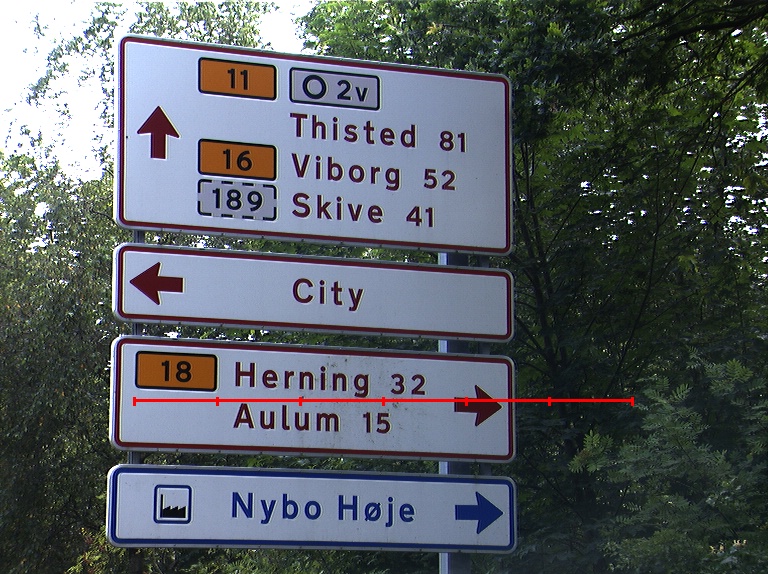 11 O 2v
Thisted 81
16 Viborg 52
189 Skive 41
City
18 Herning 32
Aulum 15
Nybo Høje